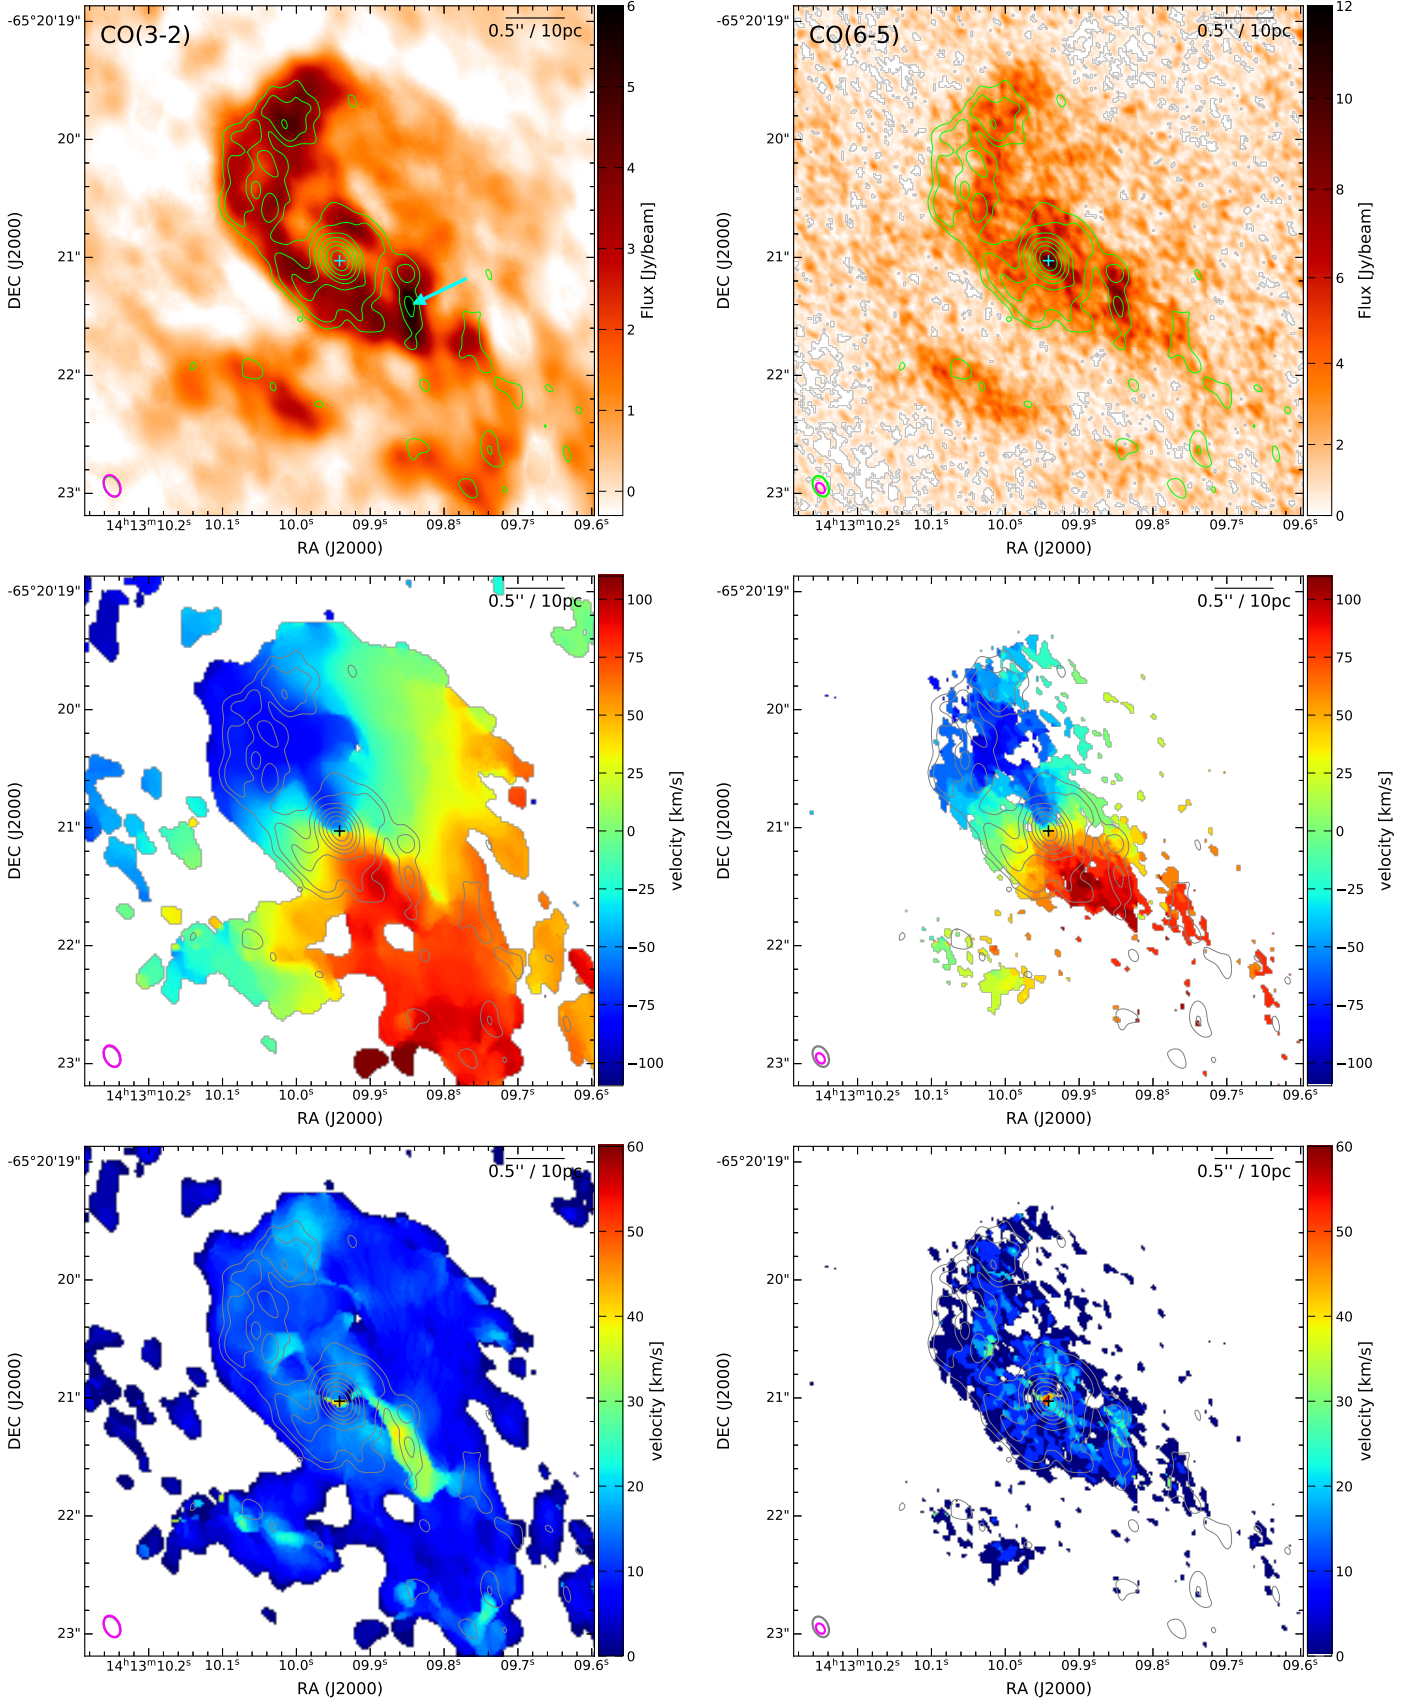 CO(3-2)
0.5'' / 10pc
-65°20'19"
20"
21"
22"
23"
DEC (J2000)
14ʰ13ᵐ10.2ˢ 10.1ˢ 10.0ˢ 09.9ˢ 09.8ˢ 09.7ˢ 09.6ˢ
RA (J2000)
6
5
4
3
2
1
0
Flux [Jy/beam]
CO(6-5)
0.5'' / 10pc
-65°20'19"
20"
21"
22"
23"
DEC (J2000)
14ʰ13ᵐ10.2ˢ 10.1ˢ 10.0ˢ 09.9ˢ 09.8ˢ 09.7ˢ 09.6ˢ
RA (J2000)
12
10
8
6
4
2
0
Flux [Jy/beam]
0.5'' / 10pc
-65°20'19"
20"
21"
22"
23"
DEC (J2000)
14ʰ13ᵐ10.2ˢ 10.1ˢ 10.0ˢ 09.9ˢ 09.8ˢ 09.7ˢ 09.6ˢ
RA (J2000)
100
75
50
25
0
−25
−50
−75
−100
velocity [km/s]
0.5'' / 10pc
-65°20'19"
20"
21"
22"
23"
DEC (J2000)
14ʰ13ᵐ10.2ˢ 10.1ˢ 10.0ˢ 09.9ˢ 09.8ˢ 09.7ˢ 09.6ˢ
RA (J2000)
100
75
50
25
0
−25
−50
−75
−100
velocity [km/s]
0.5'' / 10pc
-65°20'19"
20"
21"
22"
23"
DEC (J2000)
14ʰ13ᵐ10.2ˢ 10.1ˢ 10.0ˢ 09.9ˢ 09.8ˢ 09.7ˢ 09.6ˢ
RA (J2000)
60
50
40
30
20
10
0
velocity [km/s]
0.5'' / 10pc
-65°20'19"
20"
21"
22"
23"
DEC (J2000)
14ʰ13ᵐ10.2ˢ 10.1ˢ 10.0ˢ 09.9ˢ 09.8ˢ 09.7ˢ 09.6ˢ
RA (J2000)
60
50
40
30
20
10
0
velocity [km/s]